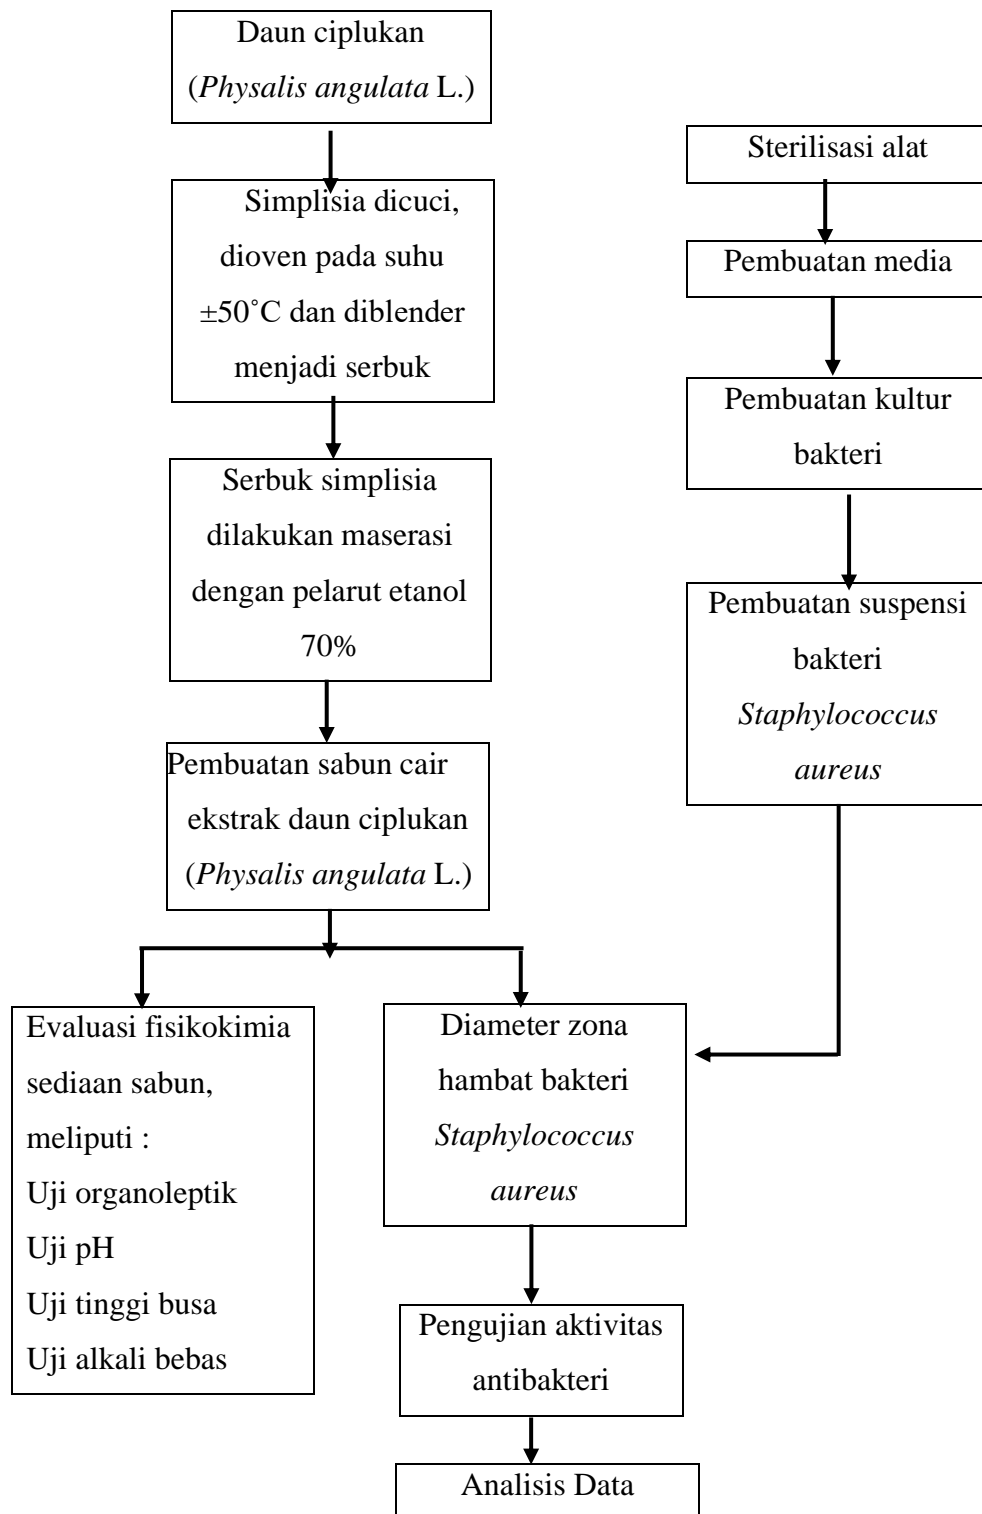 Daun ciplukan
(Physalis angulata L.)
Simplisia dicuci,
dioven pada suhu
±50˚C dan diblender
menjadi serbuk
Serbuk simplisia
dilakukan maserasi
dengan pelarut etanol
70%
Pembuatan sabun cair
ekstrak daun ciplukan
(Physalis angulata L.)
Evaluasi fisikokimia
sediaan sabun,
meliputi :
Uji organoleptik
Uji pH
Uji tinggi busa
Uji alkali bebas
Sterilisasi alat
Pembuatan media
Pembuatan kultur
bakteri
Pembuatan suspensi
bakteri
Staphylococcus
aureus
Diameter zona
hambat bakteri
Staphylococcus
aureus
Pengujian aktivitas
antibakteri
Analisis Data